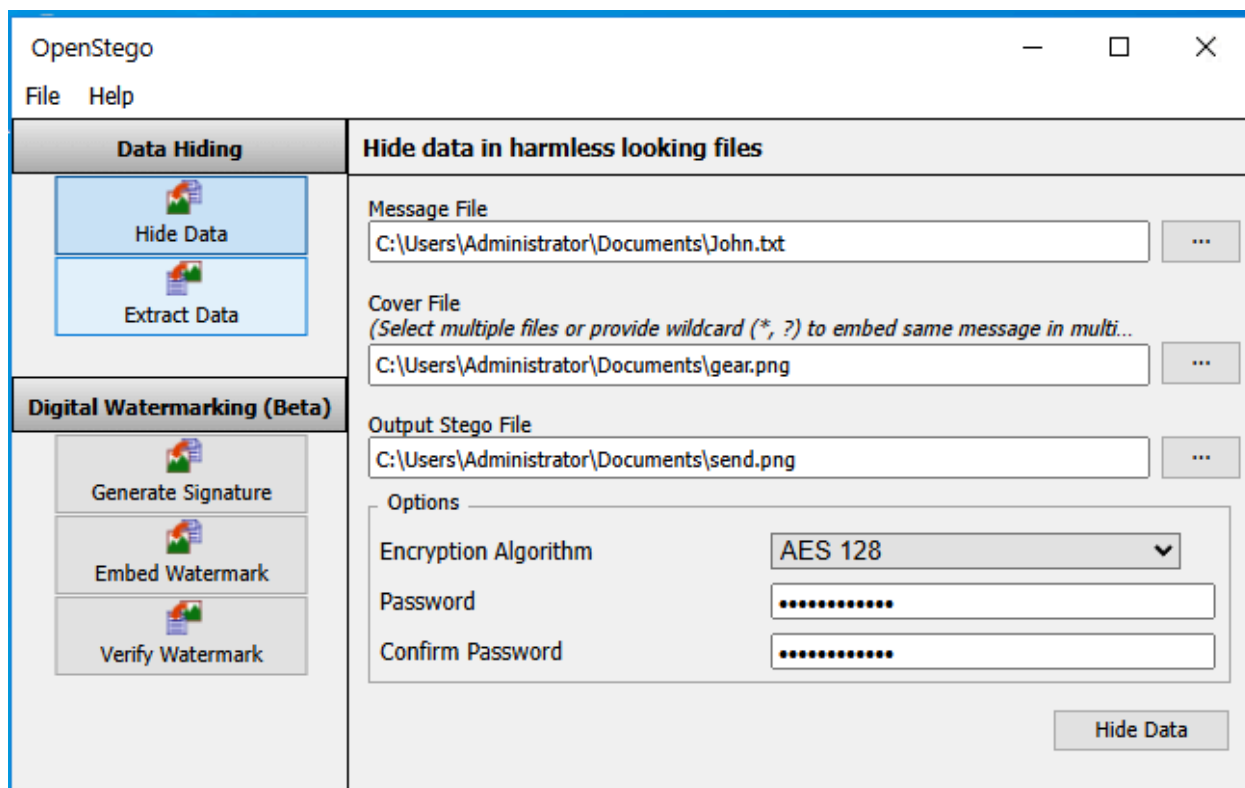 OpenStego
File Help
Data Hiding
Hide Data
Extract Data
Digital Watermarking (Beta)
Generate Signature
Embed Watermark
Verify Watermark
Hide data in harmless looking files
Message File
C:\Users\Administrator\Documents\John.txt
...
Cover File
(Select multiple files or provide wildcard (*, ?) to embed same message in multi...
C:\Users\Administrator\Documents\gear.png
...
Output Stego File
C:\Users\Administrator\Documents\send.png
...
Options
Encryption Algorithm AES 128
Password ••••••••••••
Confirm Password ••••••••••••
Hide Data